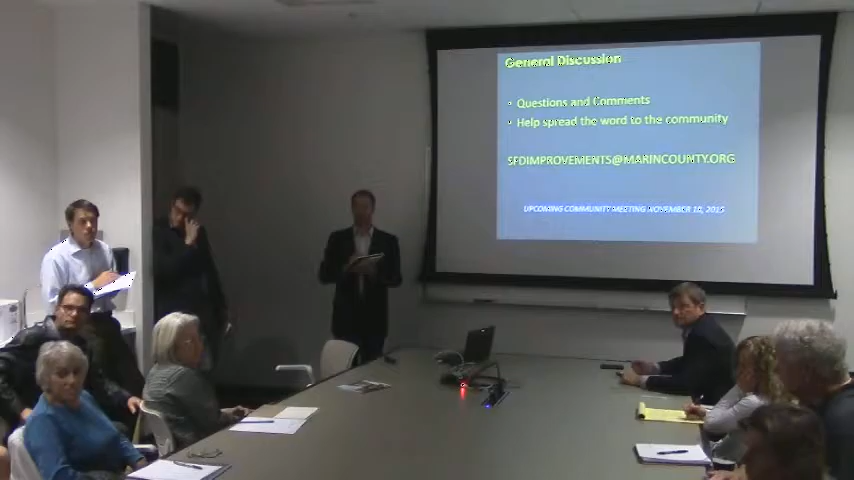 General Discussion
• Questions and Comments
• Help spread the word to the community
SFDIMPROVEMENTS@MARINCOUNTY.ORG
UPCOMING COMMUNITY MEETING NOVEMBER 18, 2015